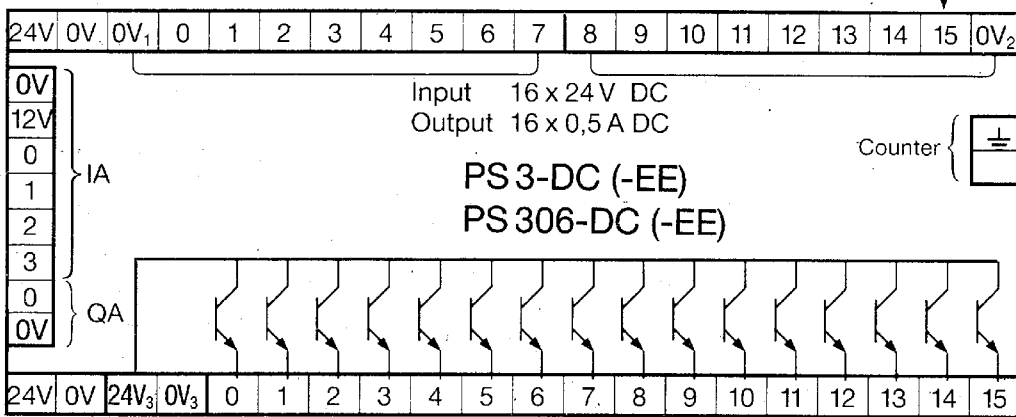 24V 0V 0V₁ 0 1 2 3 4 5 6 7 8 9 10 11 12 13 14 15 0V₂
0V
12V
0
1
2
3
IA
0
0V
QA
Input 16 x 24 V DC
Output 16 x 0,5 A DC
Counter
PS 3-DC (-EE)
PS 306-DC (-EE)
24V 0V 24V₃ 0V₃ 0 1 2 3 4 5 6 7 8 9 10 11 12 13 14 15